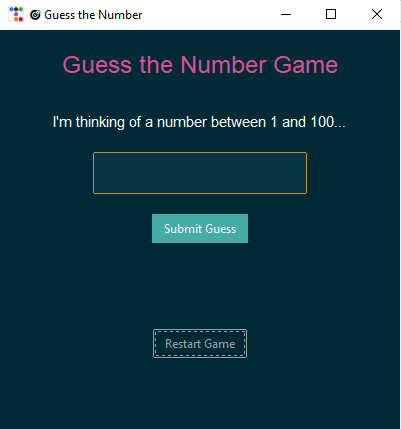 Guess the Number
Guess the Number Game
I'm thinking of a number between 1 and 100...
Submit Guess
Restart Game